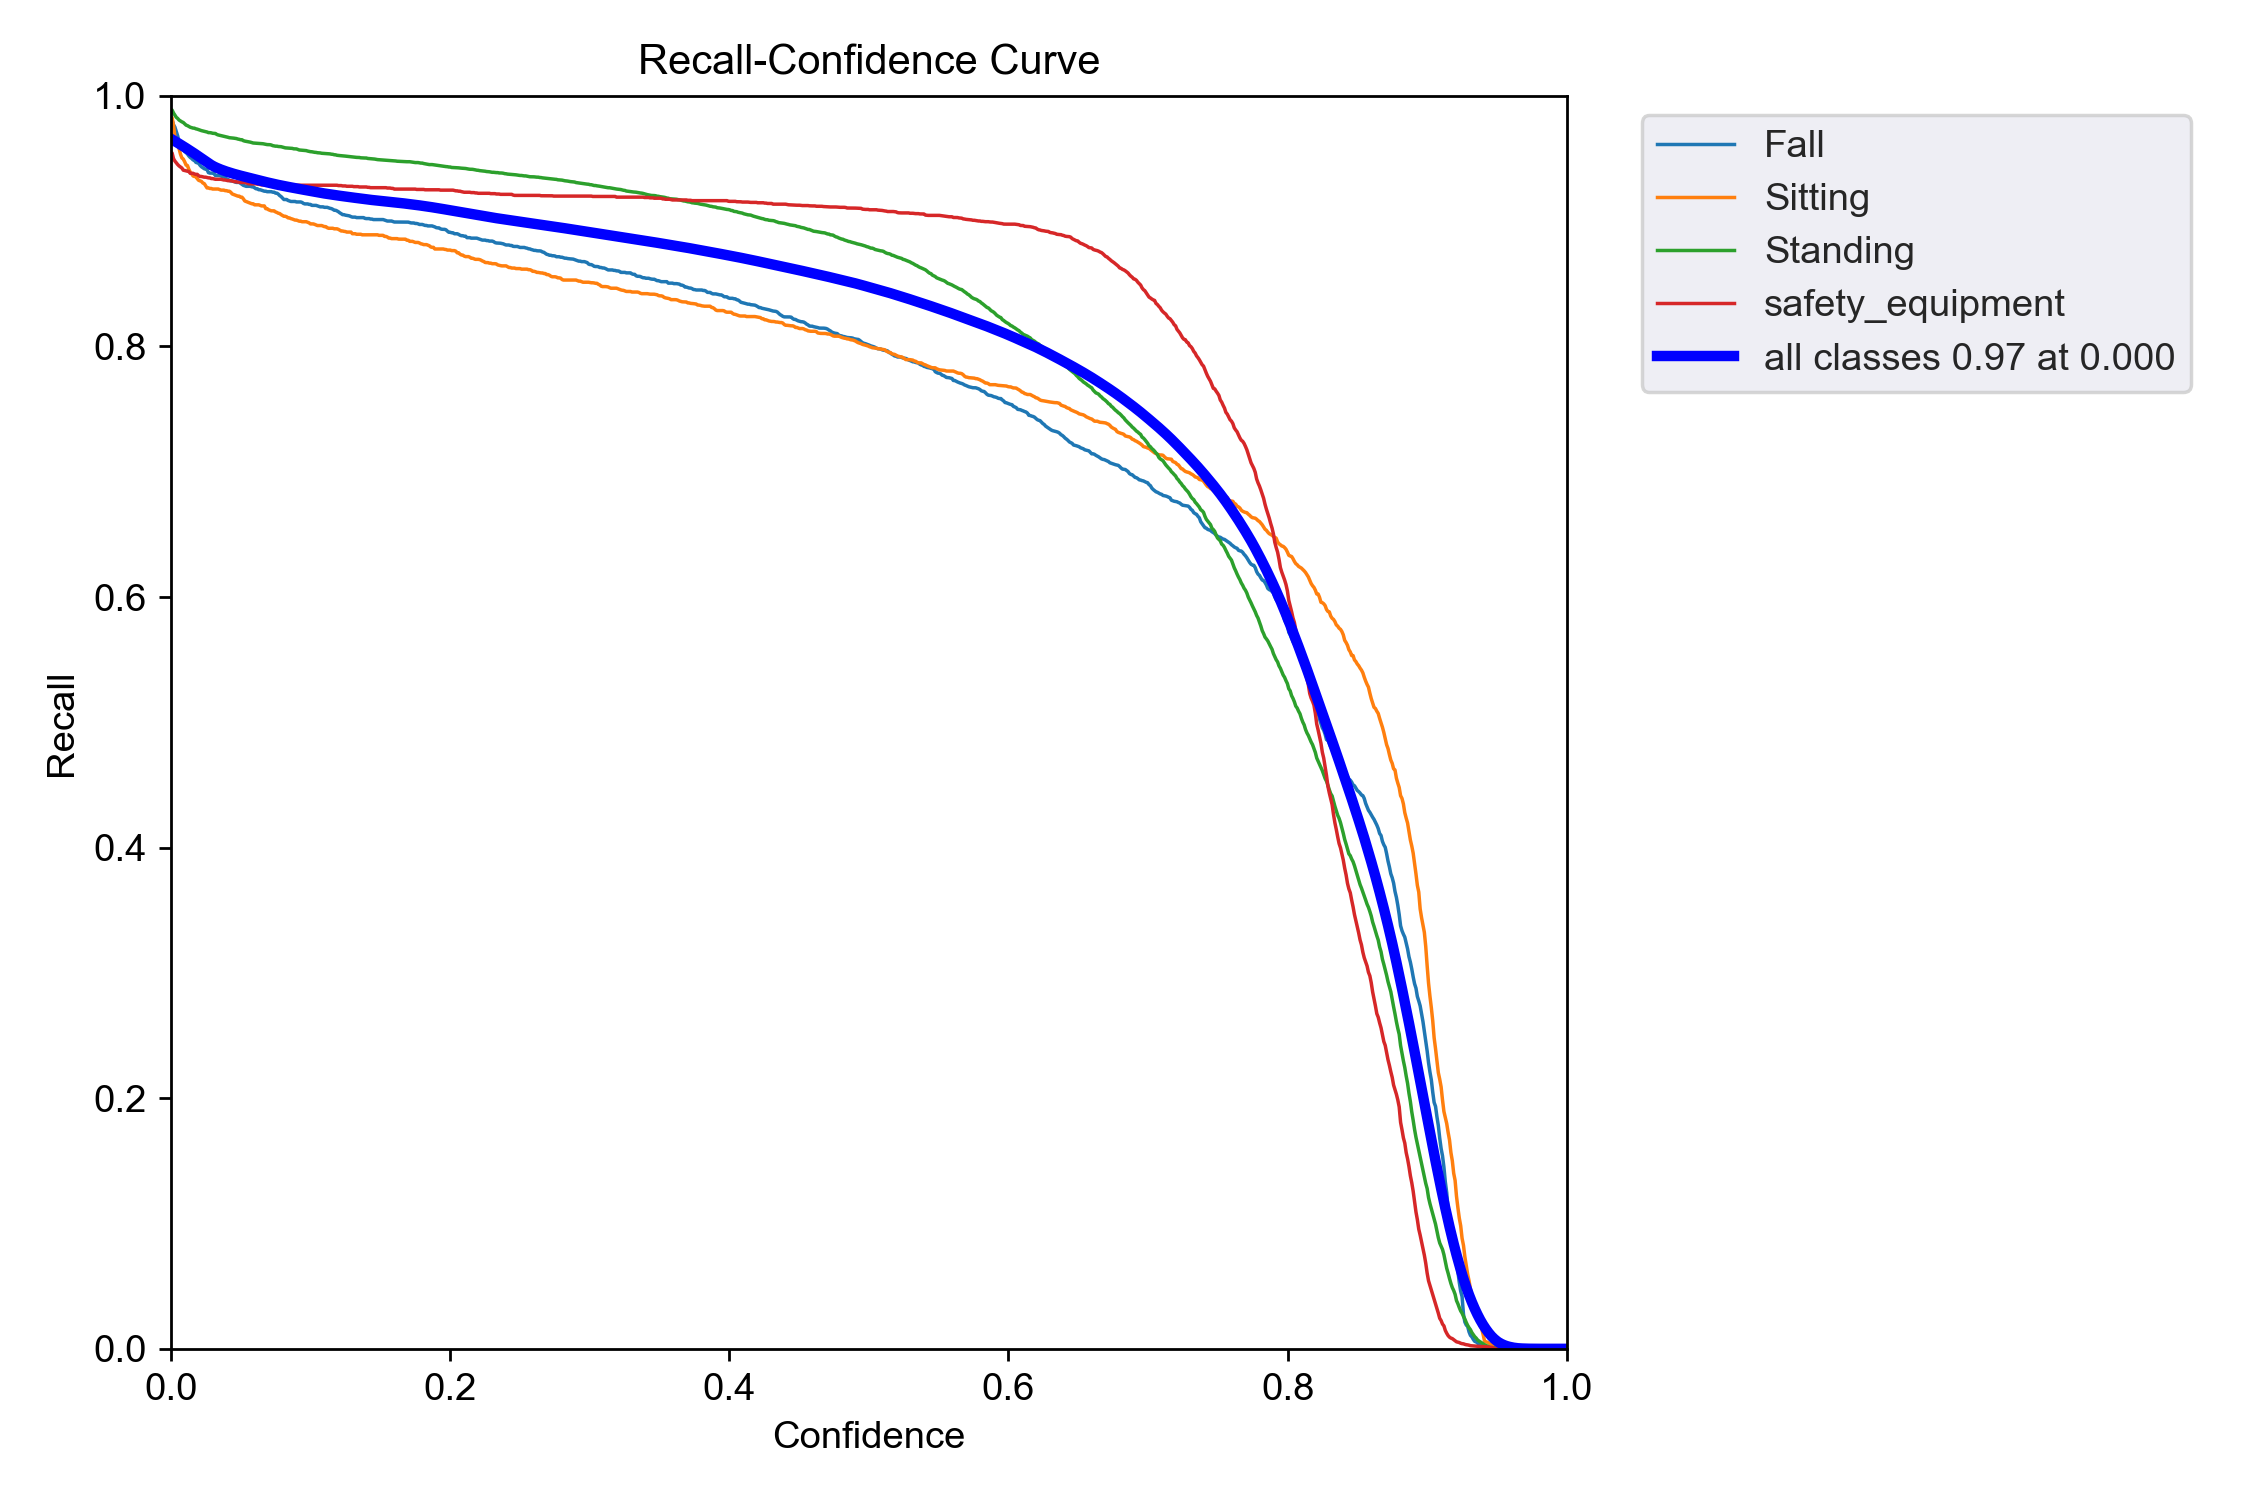 Recall-Confidence Curve
1.0
0.8
0.6
0.4
0.2
0.0
Recall
0.0 0.2 0.4 0.6 0.8 1.0
Confidence
Fall
Sitting
Standing
safety_equipment
all classes 0.97 at 0.000